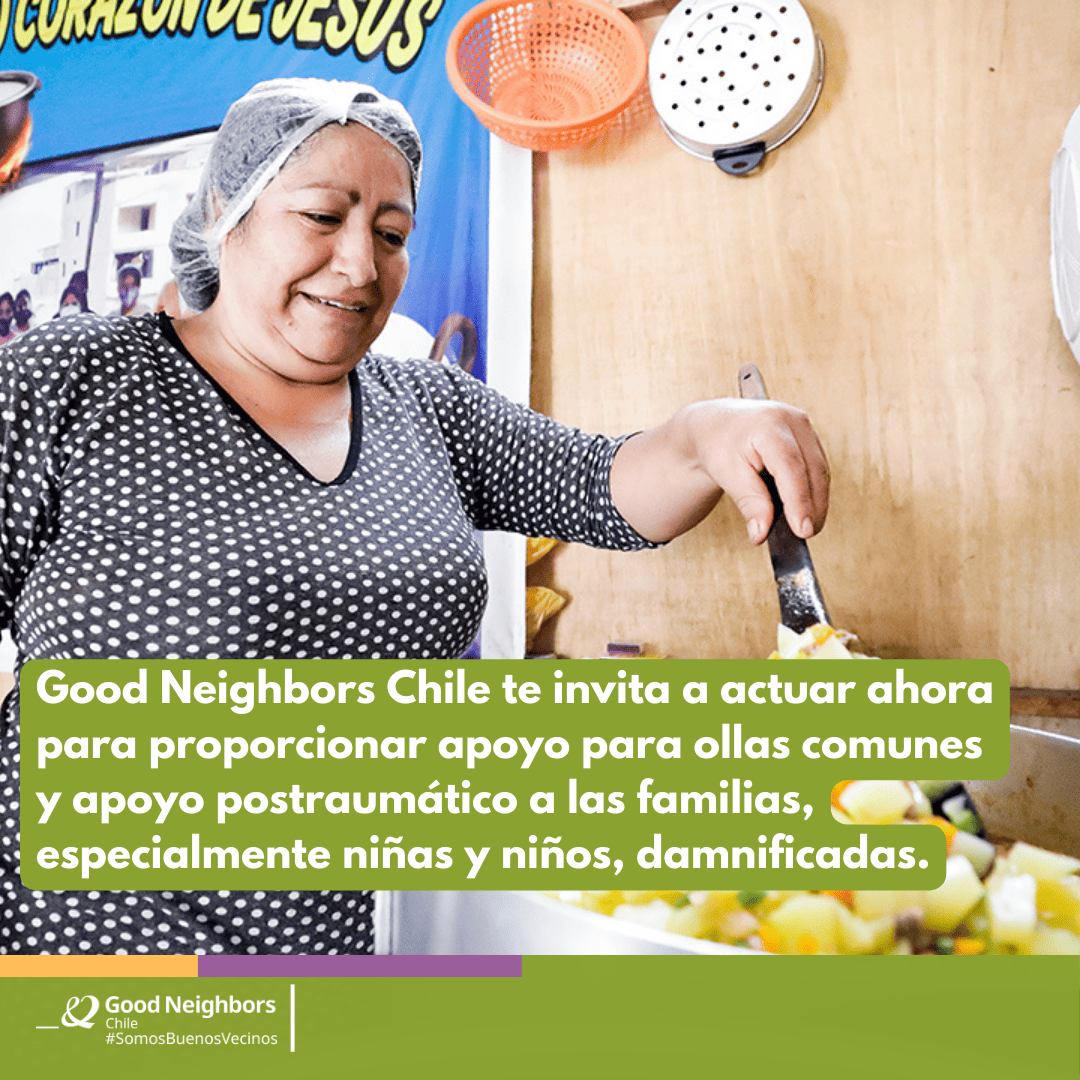 CORAZON DE JESUS
Good Neighbors Chile te invita a actuar ahora
para proporcionar apoyo para ollas comunes
y apoyo postraumático a las familias,
especialmente niñas y niños, damnificadas.
Good Neighbors
Chile
#SomosBuenosVecinos